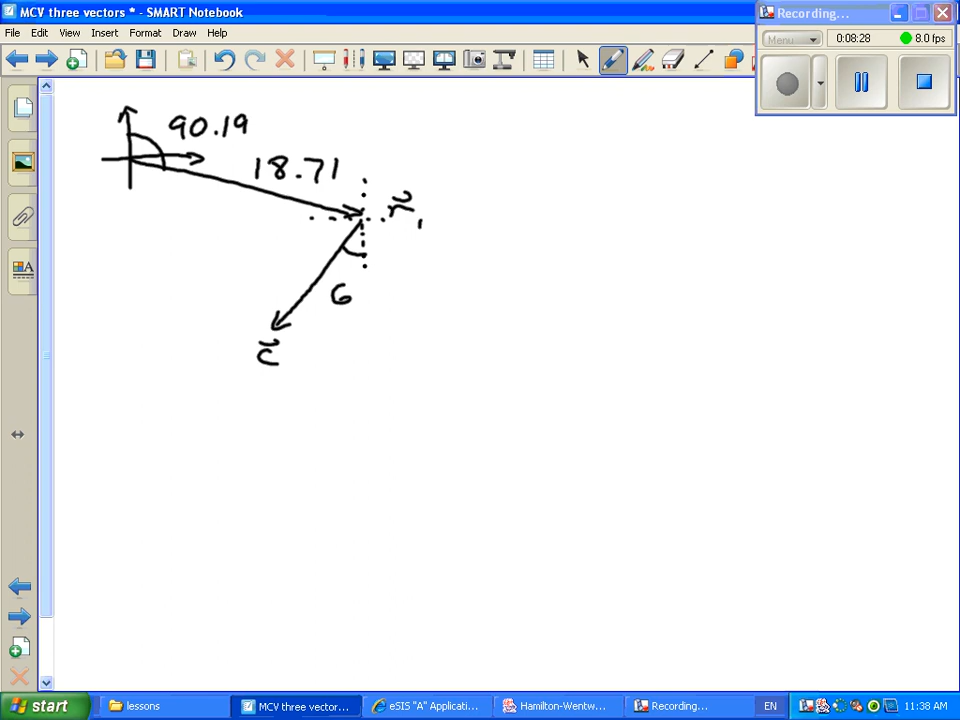 MCV three vectors * - SMART Notebook
File Edit View Insert Format Draw Help
Recording...
Menu 0:08:28 8.0 fps
90.19
18.71
r⃗₁
6
c⃗
start lessons MCV three vectors... eSIS "A" Applicati... Hamilton-Wentw... Recording... EN 11:38 AM